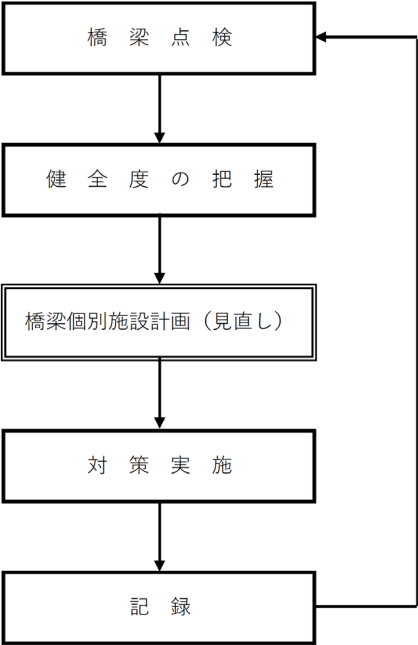 橋梁点検
健全度の把握
橋梁個別施設計画（見直し）
対策実施
記録